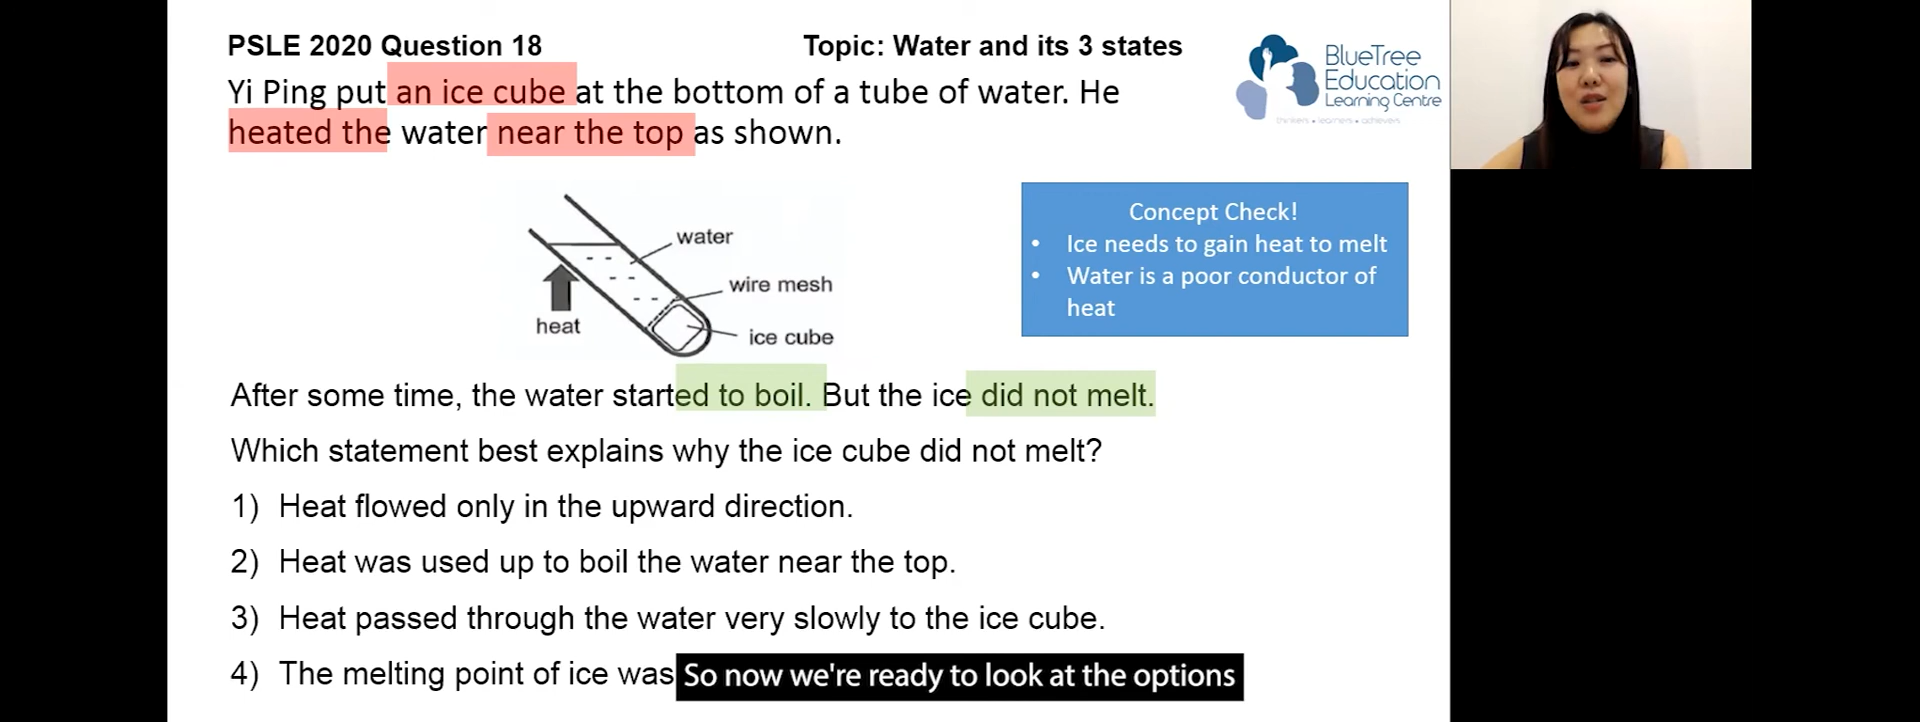 PSLE 2020 Question 18
Topic: Water and its 3 states
BlueTree
Education
Learning Centre
thinkers • learners • achievers
Yi Ping put an ice cube at the bottom of a tube of water. He
heated the water near the top as shown.
water
wire mesh
heat
ice cube
Concept Check!
• Ice needs to gain heat to melt
• Water is a poor conductor of
heat
After some time, the water started to boil. But the ice did not melt.
Which statement best explains why the ice cube did not melt?
1) Heat flowed only in the upward direction.
2) Heat was used up to boil the water near the top.
3) Heat passed through the water very slowly to the ice cube.
4) The melting point of ice was
So now we're ready to look at the options